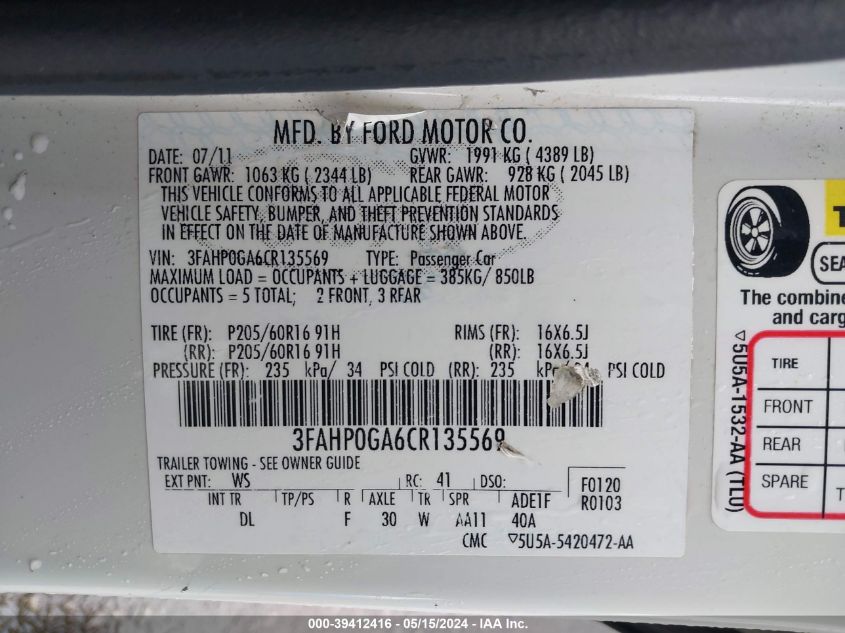 MFD. BY FORD MOTOR CO.
DATE: 07/11 GVWR: 1991 KG ( 4389 LB)
FRONT GAWR: 1063 KG ( 2344 LB) REAR GAWR: 928 KG ( 2045 LB)
THIS VEHICLE CONFORMS TO ALL APPLICABLE FEDERAL MOTOR
VEHICLE SAFETY, BUMPER, AND THEFT PREVENTION STANDARDS
IN EFFECT ON THE DATE OF MANUFACTURE SHOWN ABOVE.
VIN: 3FAHP0GA6CR135569 TYPE: Passenger Car
MAXIMUM LOAD = OCCUPANTS + LUGGAGE = 385KG/ 850LB
OCCUPANTS = 5 TOTAL; 2 FRONT, 3 REAR
TIRE (FR): P205/60R16 91H RIMS (FR): 16X6.5J
(RR): P205/60R16 91H (RR): 16X6.5J
PRESSURE (FR): 235 kPa/ 34 PSI COLD (RR): 235 PSI COLD
3FAHP0GA6CR135569
TRAILER TOWING - SEE OWNER GUIDE
EXT PNT: WS RC: 41 DSO: F0120
INT TR TP/PS R AXLE TR SPR ADE1F R0103
DL F 30 W AA11 40A
CMC ▽5U5A-5420472-AA
The combine
and carg
TIRE
FRONT
REAR
SPARE
▽5U5A-1532-AA (TLU)
000-39412416 - 05/15/2024 - IAA Inc.